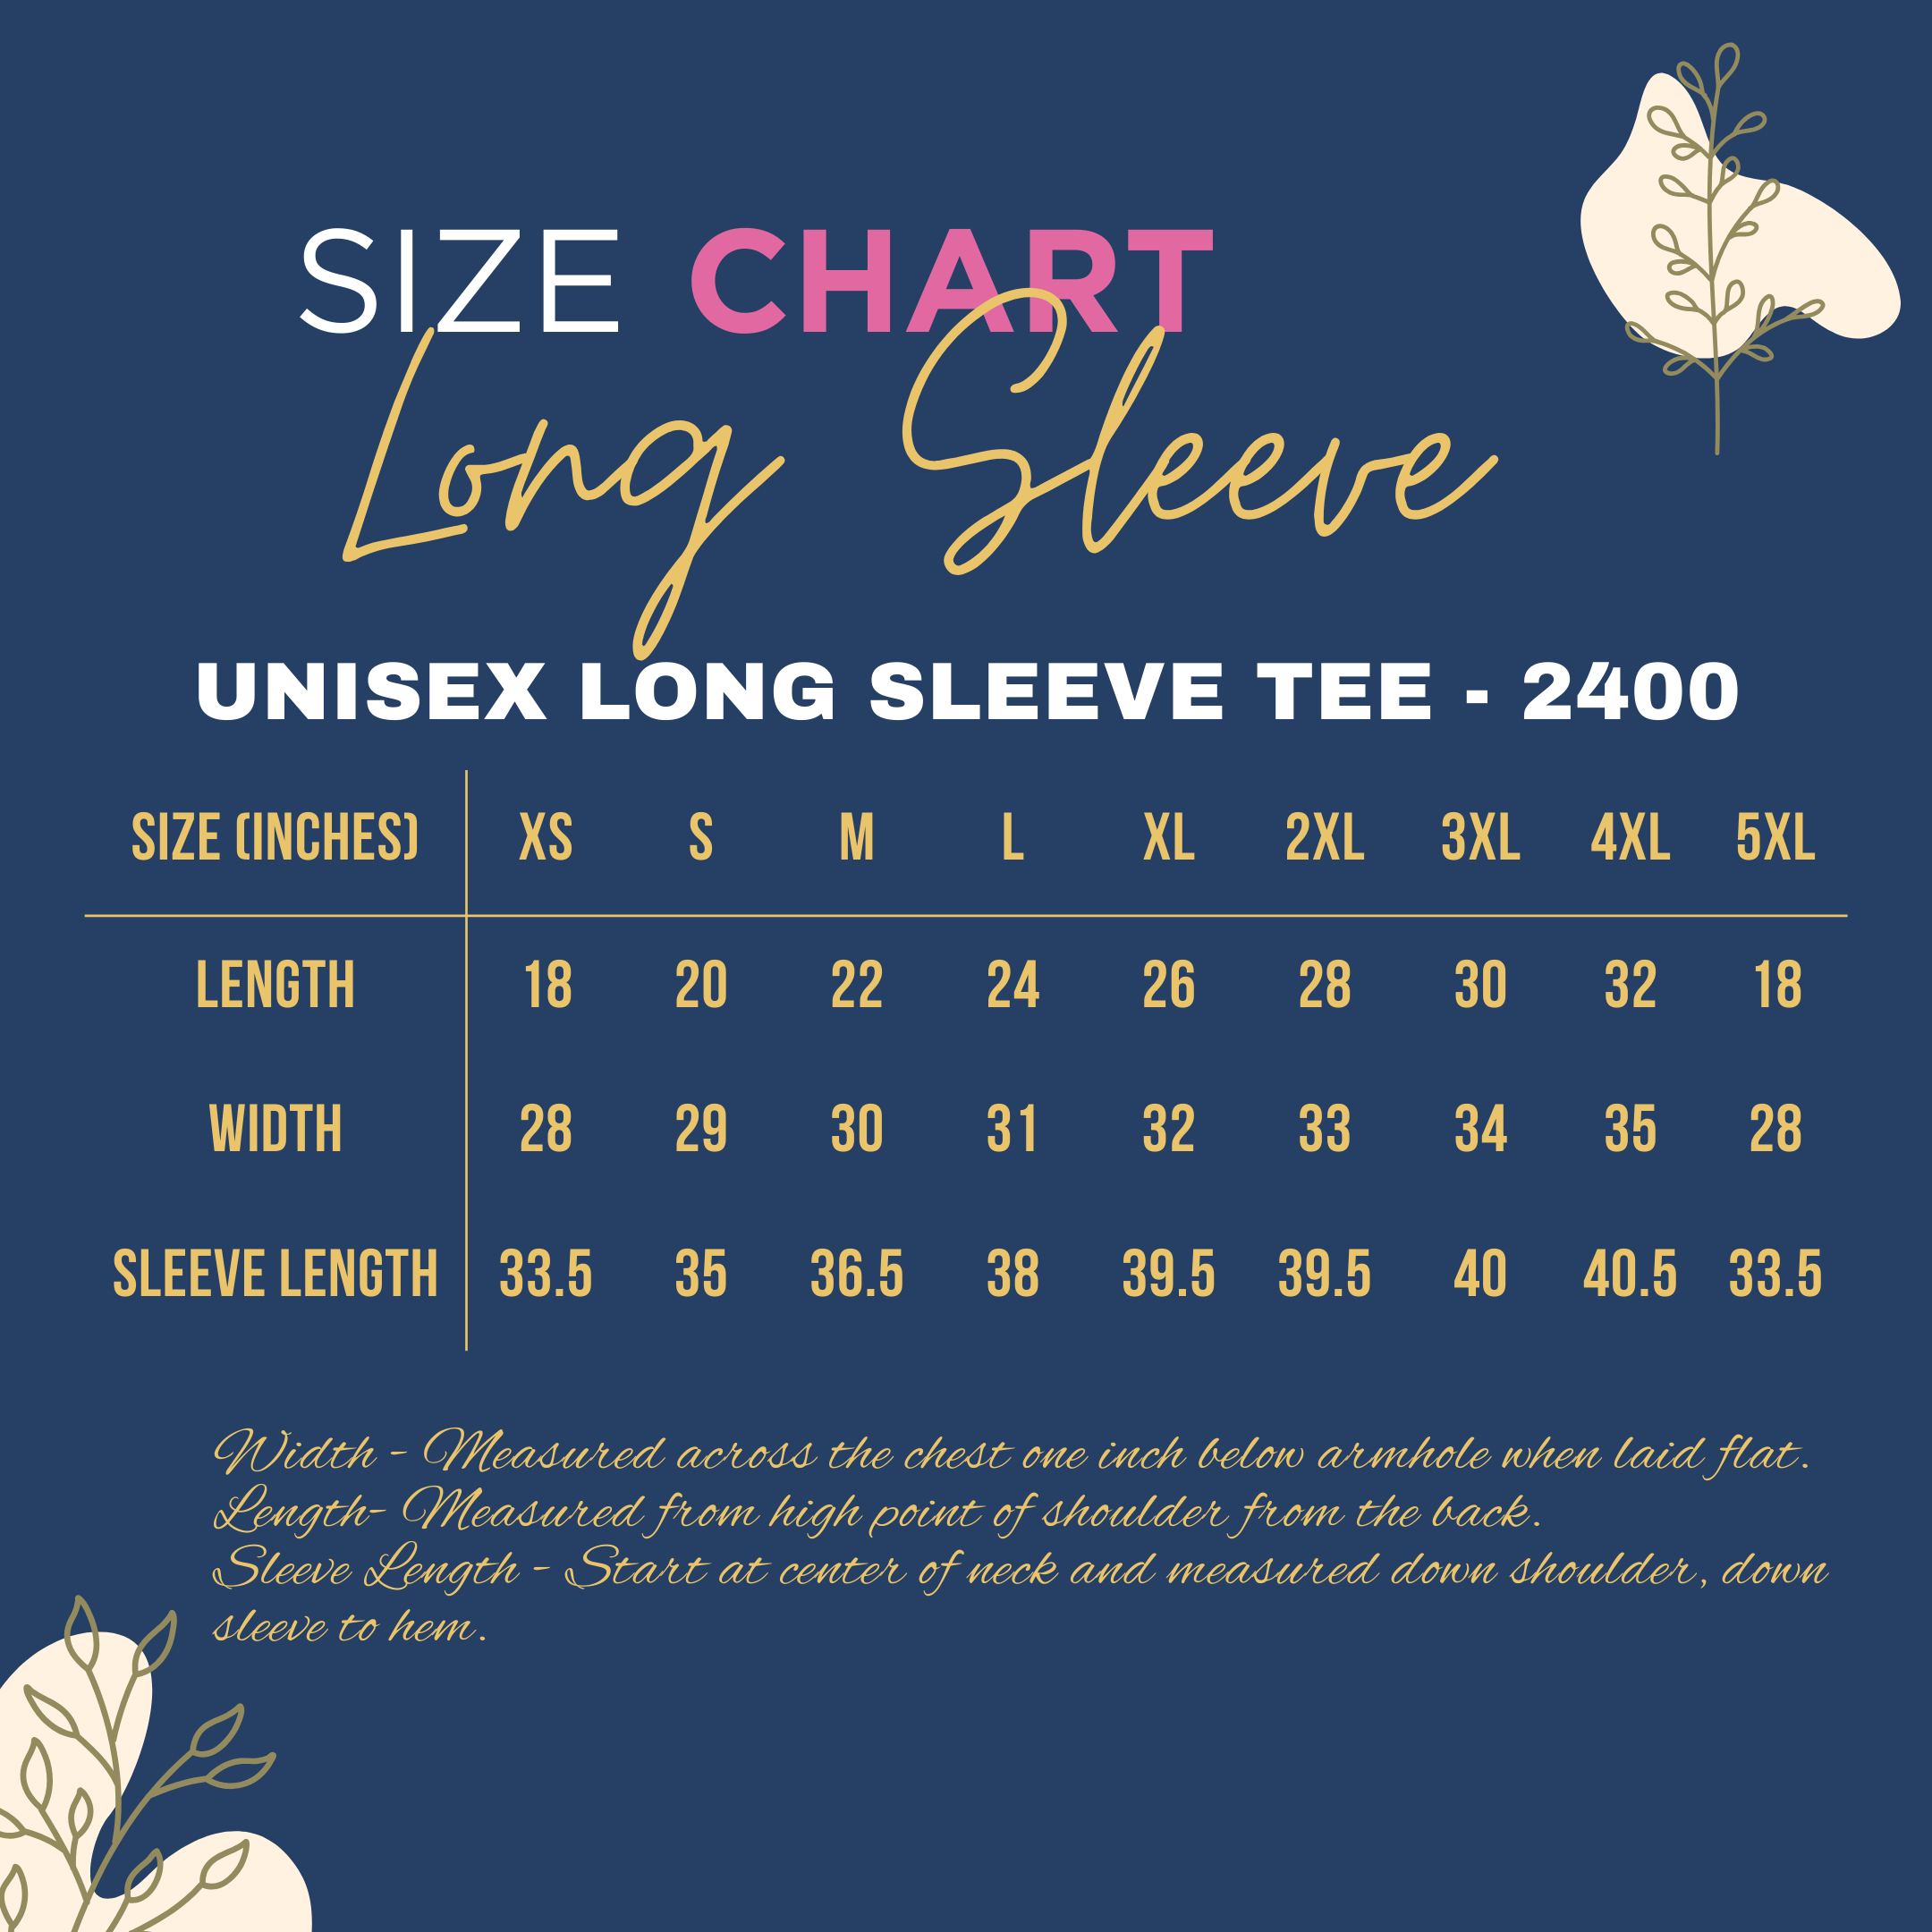 SIZE CHART
Long Sleeve
UNISEX LONG SLEEVE TEE - 2400
SIZE (INCHES) XS S M L XL 2XL 3XL 4XL 5XL
LENGTH 18 20 22 24 26 28 30 32 18
WIDTH 28 29 30 31 32 33 34 35 28
SLEEVE LENGTH 33.5 35 36.5 38 39.5 39.5 40 40.5 33.5
Width - Measured across the chest one inch below armhole when laid flat.
Length- Measured from high point of shoulder from the back.
Sleeve Length - Start at center of neck and measured down shoulder, down
sleeve to hem.